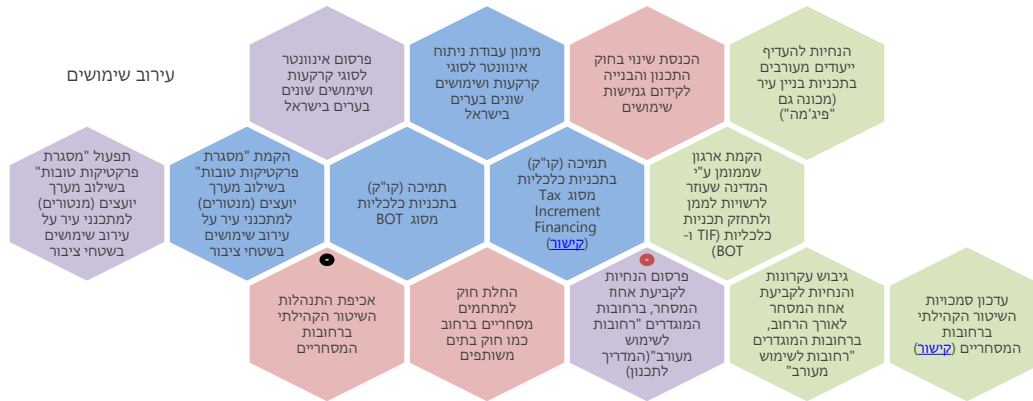 עירוב שימושים
הנחיות להעדיף
ייעודים מעורבים
בתכניות בניין עיר
(מכונה גם
"פיג'מה")
הכנסת שינוי בחוק
התכנון והבנייה
לקידום גמישות
שימושים
מימון עבודת ניתוח
אינוונטר לסוגי
קרקעות ושימושים
שונים בערים
בישראל
פרסום אינוונטר
לסוגי קרקעות
ושימושים שונים
בערים בישראל
הקמת ארגון
שממומן ע"י
המדינה שעוזר
לרשויות לממן
ולתחזק תכניות
כלכליות (TIF ו-
BOT)
תמיכה (קו"ק)
בתכניות כלכליות
מסוג Tax
Increment
Financing
(קישור)
תמיכה (קו"ק)
בתכניות כלכליות
מסוג BOT
הקמת "מסגרת
פרקטיקות טובות"
בשילוב מערך
יועצים (מנטורים)
למתכנני עיר על
עירוב שימושים
בשטחי ציבור
תפעול "מסגרת
פרקטיקות טובות"
בשילוב מערך
יועצים (מנטורים)
למתכנני עיר על
עירוב שימושים
בשטחי ציבור
עדכון סמכויות
השיטור הקהילתי
ברחובות
המסחריים (קישור)
גיבוש עקרונות
והנחיות לקביעת
אחוז המסחר
לאורך הרחוב,
ברחובות המוגדרים
"רחובות לשימוש
מעורב"
-
פרסום הנחיות
לקביעת אחוז
המסחר, ברחובות
המוגדרים "רחובות
לשימוש
מעורב"(המדריך
לתכנון)
החלת חוק
למתחמים
מסחריים ברחוב
כמו חוק בתים
משותפים
-
אכיפת התנהלות
השיטור הקהילתי
ברחובות
המסחריים